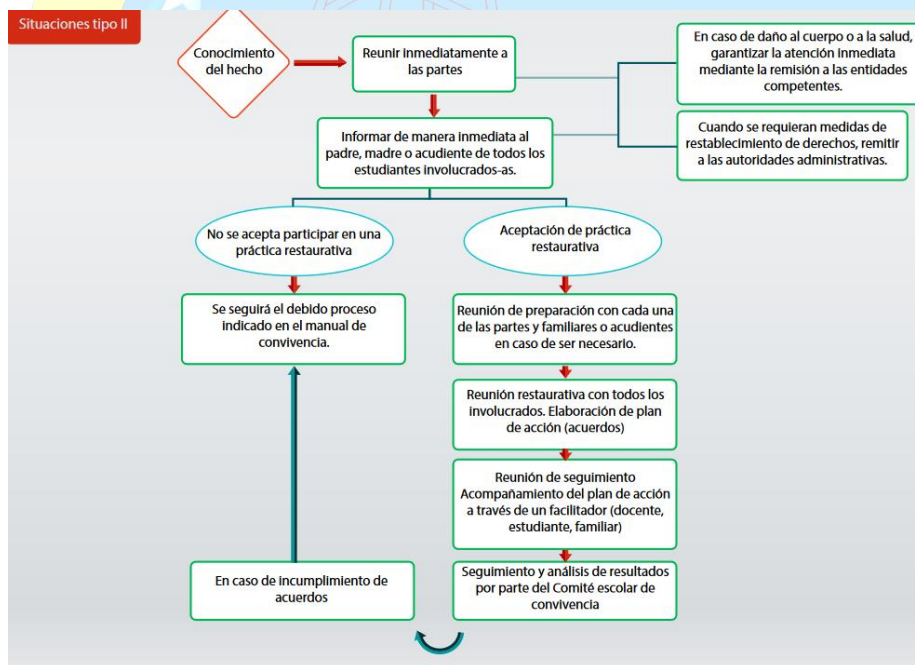 Situaciones tipo II
Conocimiento
del hecho
Reunir inmediatamente a
las partes
En caso de daño al cuerpo o a la salud,
garantizar la atención inmediata
mediante la remisión a las entidades
competentes.
Informar de manera inmediata al
padre, madre o acudiente de todos los
estudiantes involucrados-as.
Cuando se requieran medidas de
restablecimiento de derechos, remitir
a las autoridades administrativas.
No se acepta participar en una
práctica restaurativa
Aceptación de práctica
restaurativa
Se seguirá el debido proceso
indicado en el manual de
convivencia.
Reunión de preparación con cada una
de las partes y familiares o acudientes
en caso de ser necesario.
Reunión restaurativa con todos los
involucrados. Elaboración de plan
de acción (acuerdos)
Reunión de seguimiento
Acompañamiento del plan de acción
a través de un facilitador (docente,
estudiante, familiar)
En caso de incumplimiento de
acuerdos
Seguimiento y análisis de resultados
por parte del Comité escolar de
convivencia